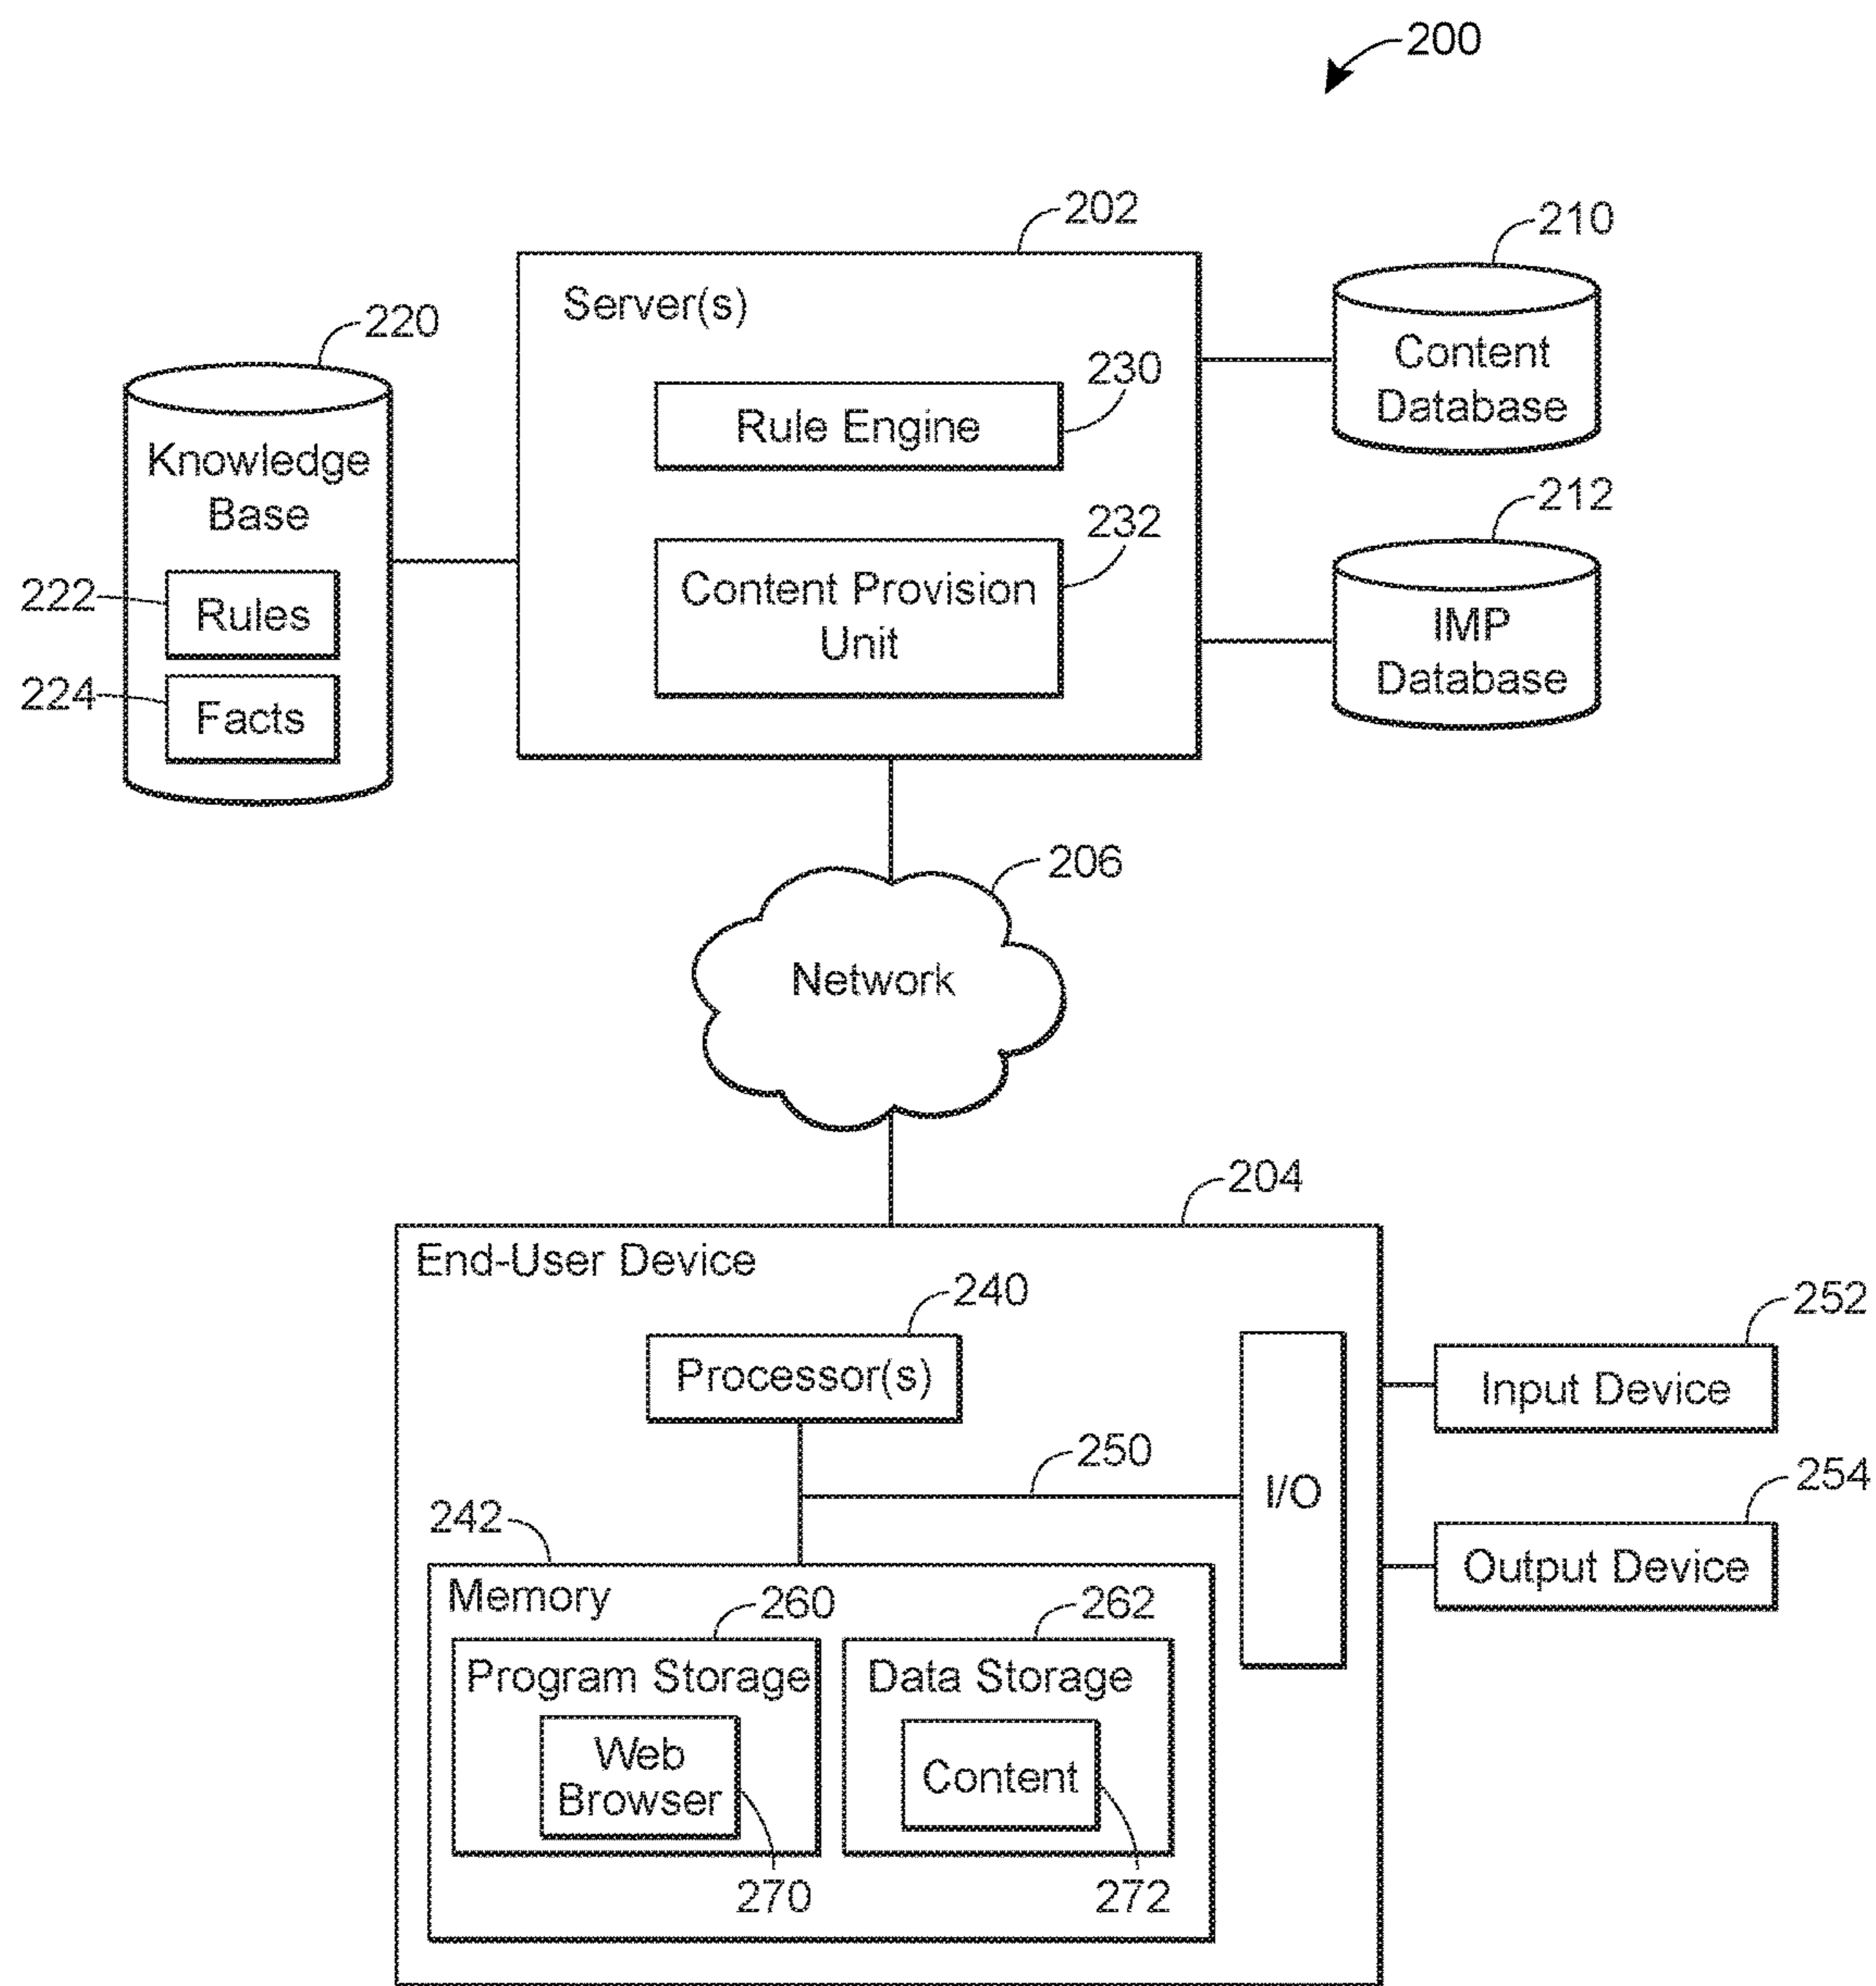 200
202
210
Server(s)
220
Content
Database
230
Rule Engine
Knowledge
Base
212
232
Content Provision
Unit
222
Rules
IMP
Database
224
Facts
206
Network
204
End-User Device
240
252
Processor(s)
Input Device
250
I/O
254
242
Output Device
Memory
260
262
Program Storage
Data Storage
Web
Browser
Content
270
272